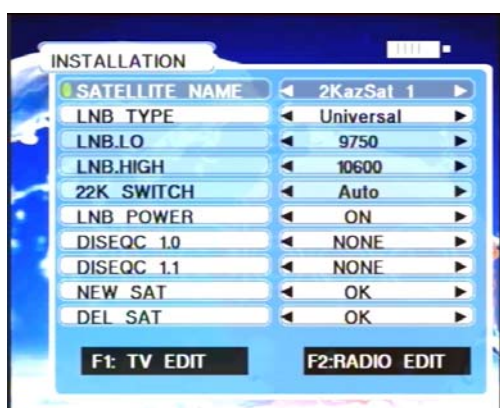 INSTALLATION
SATELLITE NAME 2KazSat 1
LNB TYPE Universal
LNB.LO 9750
LNB.HIGH 10600
22K SWITCH Auto
LNB POWER ON
DISEQC 1.0 NONE
DISEQC 1.1 NONE
NEW SAT OK
DEL SAT OK
F1: TV EDIT F2:RADIO EDIT